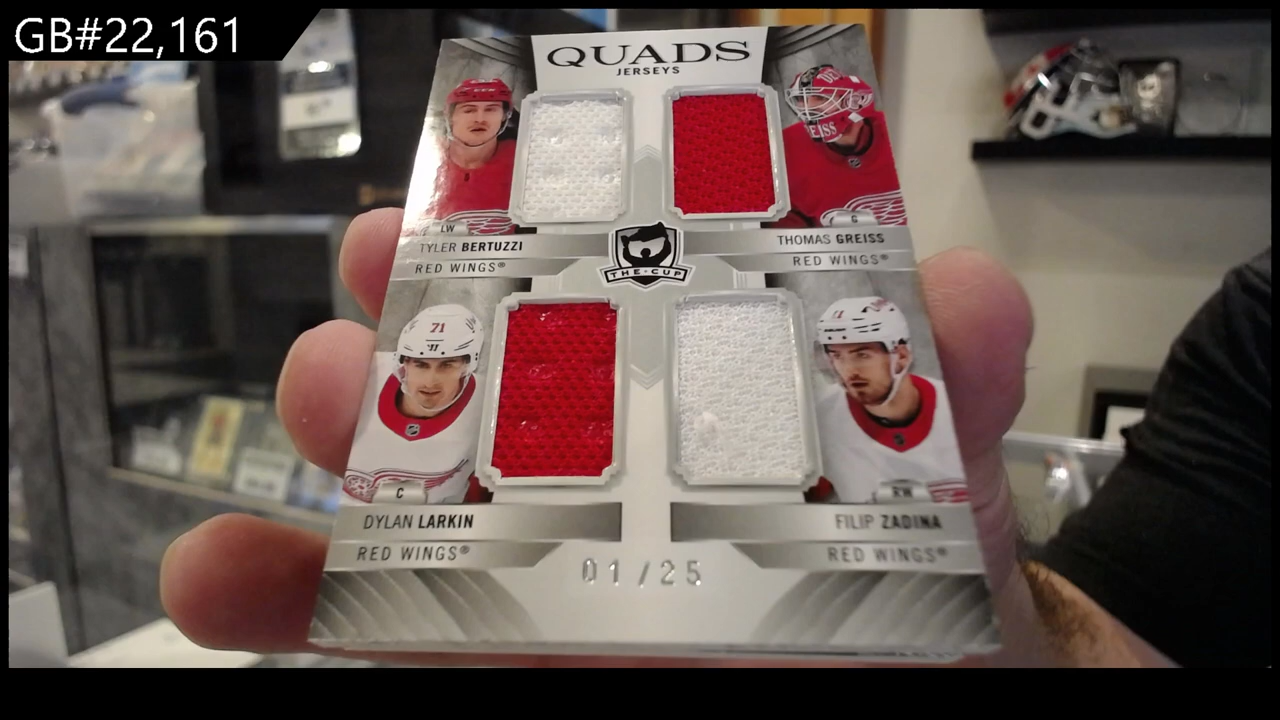 GB#22,161
QUADS
JERSEYS
LW
TYLER BERTUZZI
RED WINGS®
G
THOMAS GREISS
RED WINGS®
THE·CUP
71
C
DYLAN LARKIN
RED WINGS®
RW
FILIP ZADINA
RED WINGS®
01/25